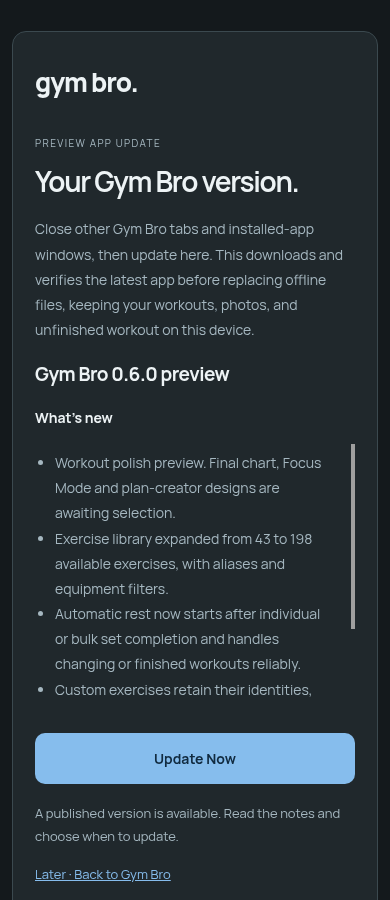 gym bro.
PREVIEW APP UPDATE
Your Gym Bro version.
Close other Gym Bro tabs and installed-app
windows, then update here. This downloads and
verifies the latest app before replacing offline
files, keeping your workouts, photos, and
unfinished workout on this device.
Gym Bro 0.6.0 preview
What's new
• Workout polish preview. Final chart, Focus
Mode and plan-creator designs are
awaiting selection.
• Exercise library expanded from 43 to 198
available exercises, with aliases and
equipment filters.
• Automatic rest now starts after individual
or bulk set completion and handles
changing or finished workouts reliably.
• Custom exercises retain their identities,
Update Now
A published version is available. Read the notes and
choose when to update.
Later · Back to Gym Bro